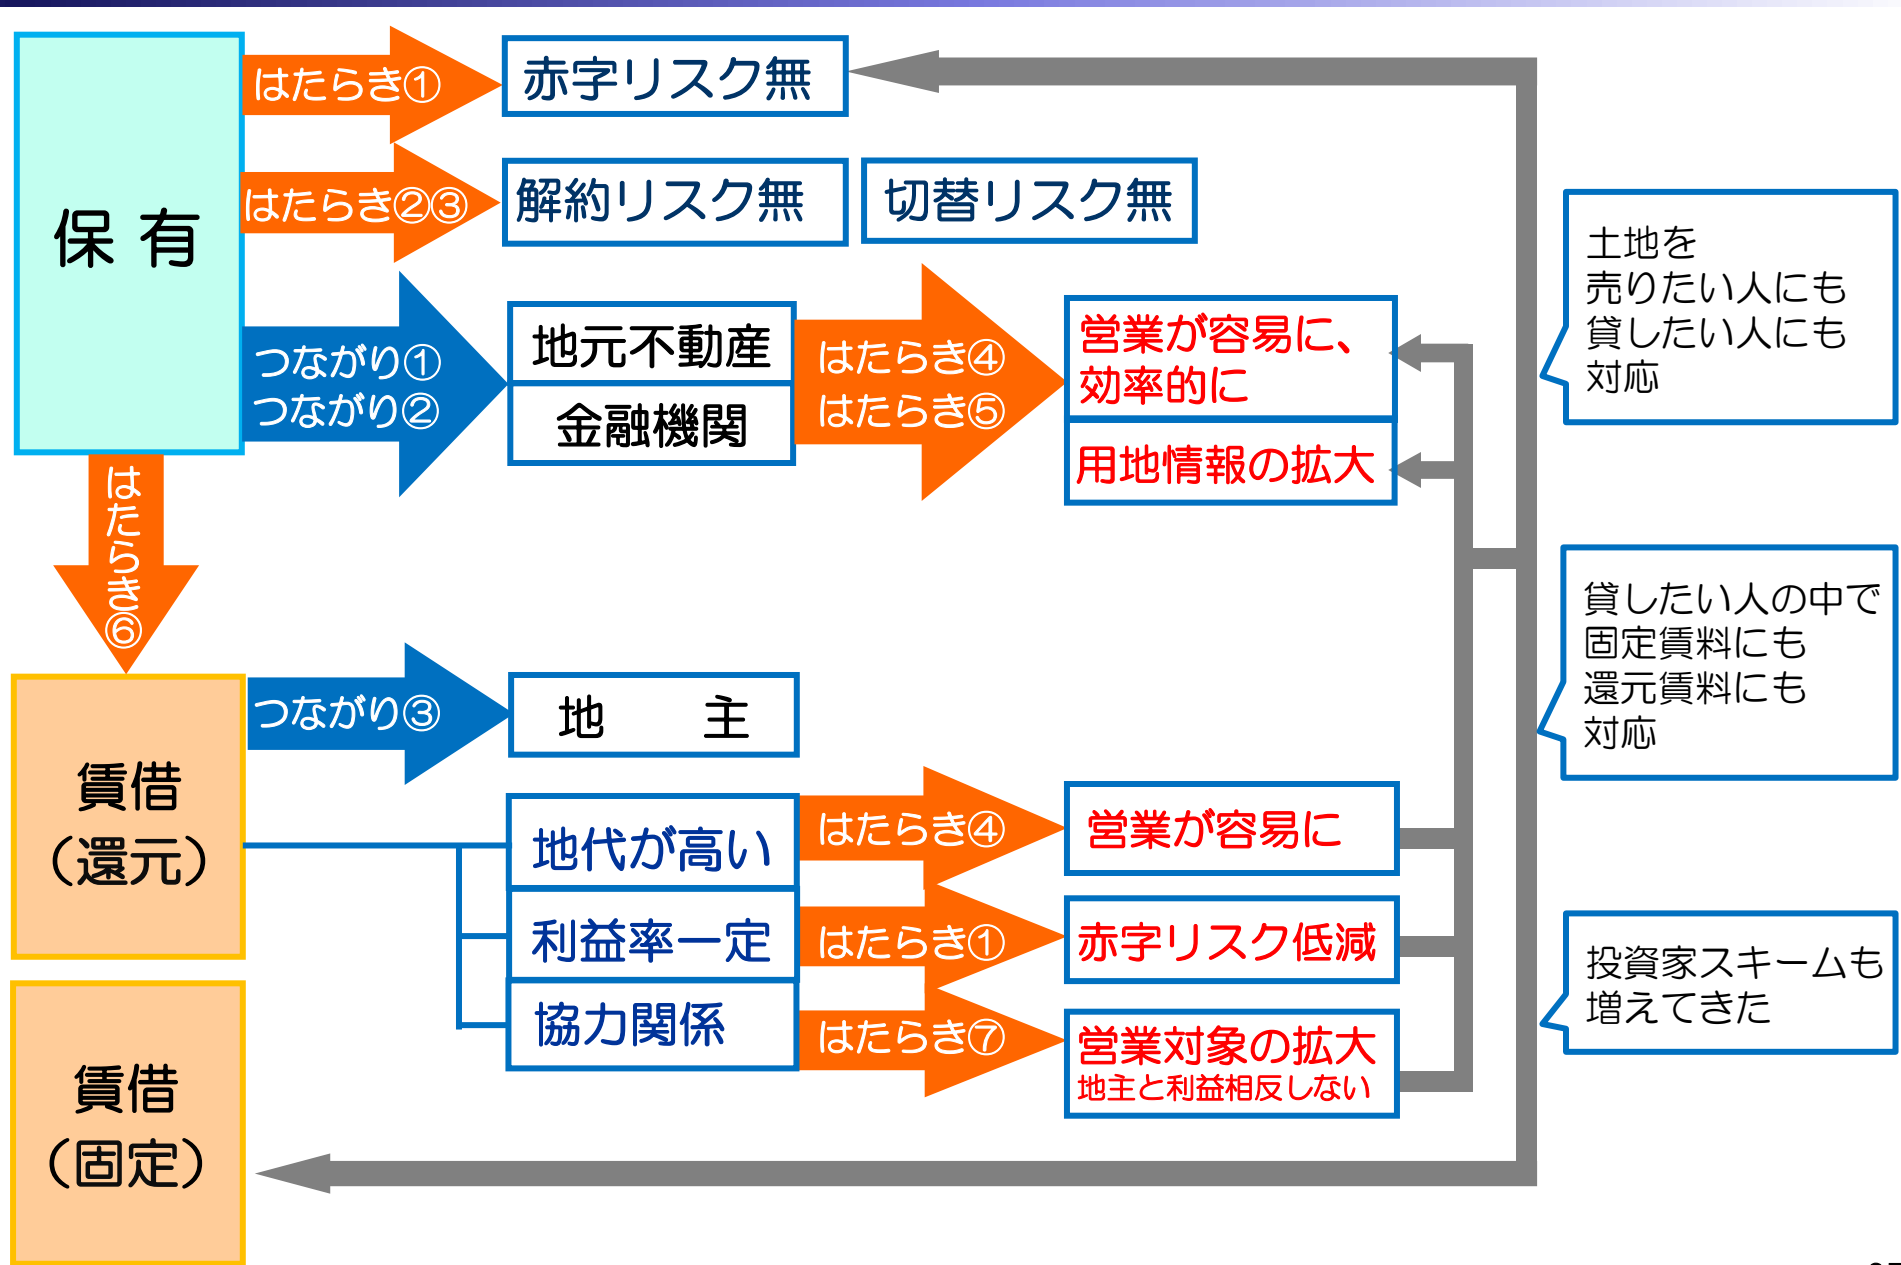 保 有
はたらき①
赤字リスク無
はたらき②③
解約リスク無
切替リスク無
つながり①
つながり②
地元不動産
金融機関
はたらき④
はたらき⑤
営業が容易に、
効率的に
用地情報の拡大
はたらき⑥
賃借
（還元）
つながり③
地 主
地代が高い
はたらき④
営業が容易に
利益率一定
はたらき①
赤字リスク低減
協力関係
はたらき⑦
営業対象の拡大
地主と利益相反しない
賃借
（固定）
土地を
売りたい人にも
貸したい人にも
対応
貸したい人の中で
固定賃料にも
還元賃料にも
対応
投資家スキームも
増えてきた